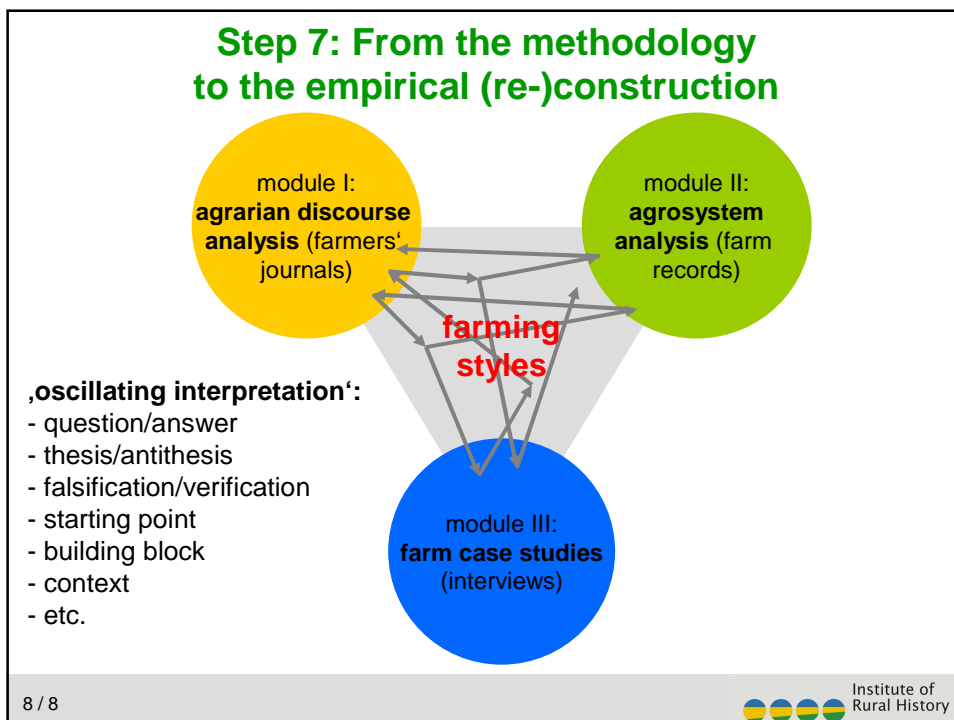 Step 7: From the methodology
to the empirical (re-)construction
module I:
agrarian discourse
analysis (farmers‘
journals)
module II:
agrosystem
analysis (farm
records)
farming
styles
‚oscillating interpretation‘:
- question/answer
- thesis/antithesis
- falsification/verification
- starting point
- building block
- context
- etc.
module III:
farm case studies
(interviews)
8 / 8
Institute of
Rural History